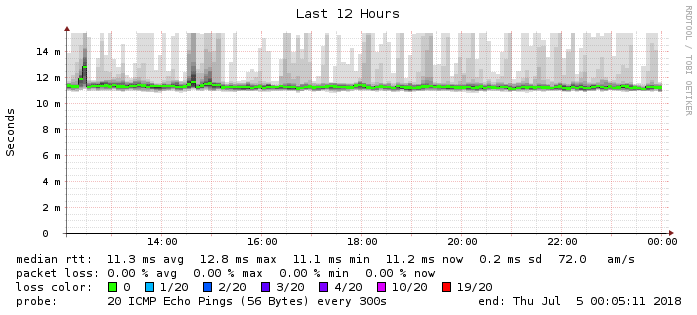 Last 12 Hours
RRDTOOL / TOBI OETIKER
Seconds
14 m
12 m
10 m
8 m
6 m
4 m
2 m
0
14:00 16:00 18:00 20:00 22:00 00:00
median rtt: 11.3 ms avg 12.8 ms max 11.1 ms min 11.2 ms now 0.2 ms sd 72.0 am/s
packet loss: 0.00 % avg 0.00 % max 0.00 % min 0.00 % now
loss color: 0 1/20 2/20 3/20 4/20 10/20 19/20
probe: 20 ICMP Echo Pings (56 Bytes) every 300s end: Thu Jul 5 00:05:11 2018